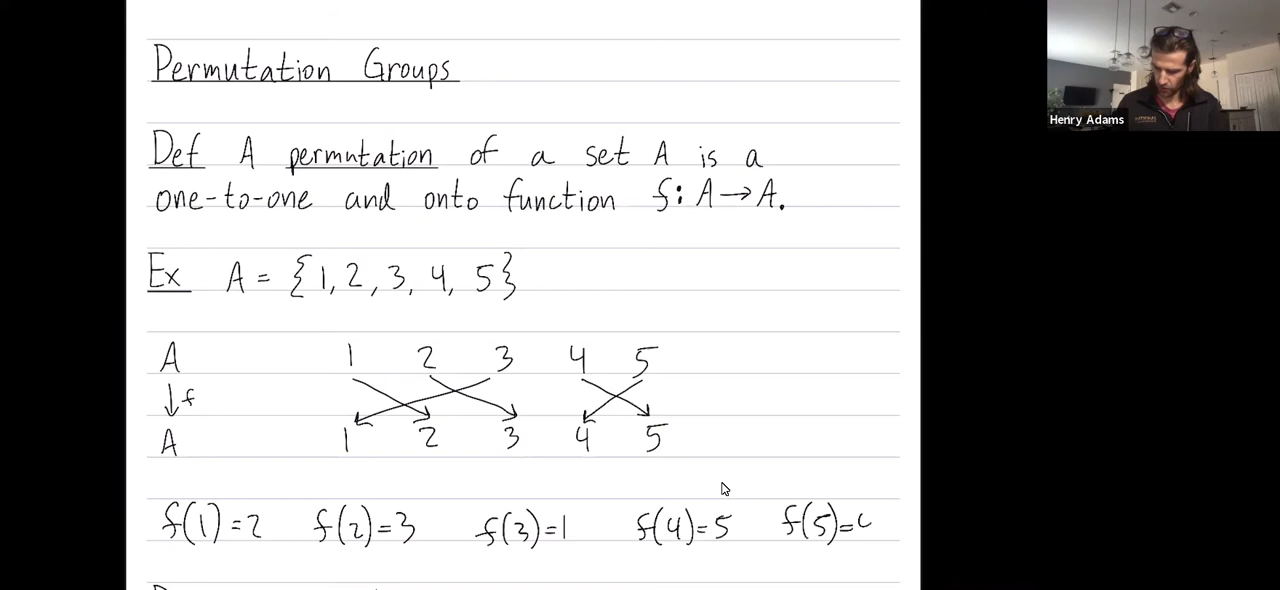 Permutation Groups
Def A permutation of a set A is a
one-to-one and onto function f: A → A.
Ex A = {1, 2, 3, 4, 5}
A 1 2 3 4 5
↓ f
A 1 2 3 4 5
f(1)=2 f(2)=3 f(3)=1 f(4)=5 f(5)=
Henry Adams